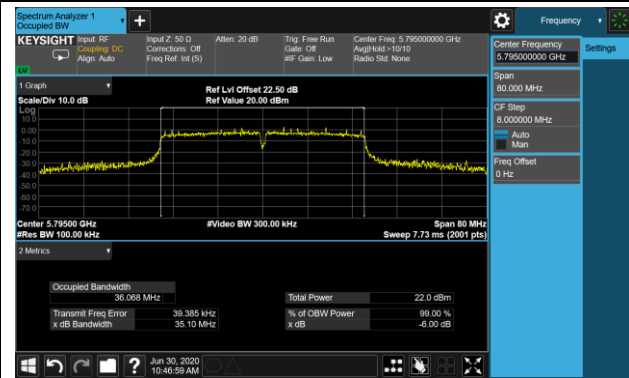 Spectrum Analyzer 1
Occupied BW
+
Frequency
KEYSIGHT
Input: RF
Coupling: DC
Align: Auto
Input Z: 50 Ω
Corrections: Off
Freq Ref: Int (S)
Atten: 20 dB
Trig: Free Run
Gate: Off
#IF Gain: Low
Center Freq: 5.795000000 GHz
Avg|Hold:>10/10
Radio Std: None
Center Frequency
5.795000000 GHz
Settings
Span
80.000 MHz
CF Step
8.000000 MHz
Auto
Man
Freq Offset
0 Hz
1 Graph
Scale/Div 10.0 dB
Ref Lvl Offset 22.50 dB
Ref Value 20.00 dBm
Log
10.0
0.00
-10.0
-20.0
-30.0
-40.0
-50.0
-60.0
-70.0
Center 5.79500 GHz
#Video BW 300.00 kHz
Span 80 MHz
#Res BW 100.00 kHz
Sweep 7.73 ms (2001 pts)
2 Metrics
Occupied Bandwidth
36.068 MHz
Total Power 22.0 dBm
Transmit Freq Error 39.385 kHz
% of OBW Power 99.00 %
x dB Bandwidth 35.10 MHz
x dB -6.00 dB
?
Jun 30, 2020
10:46:59 AM